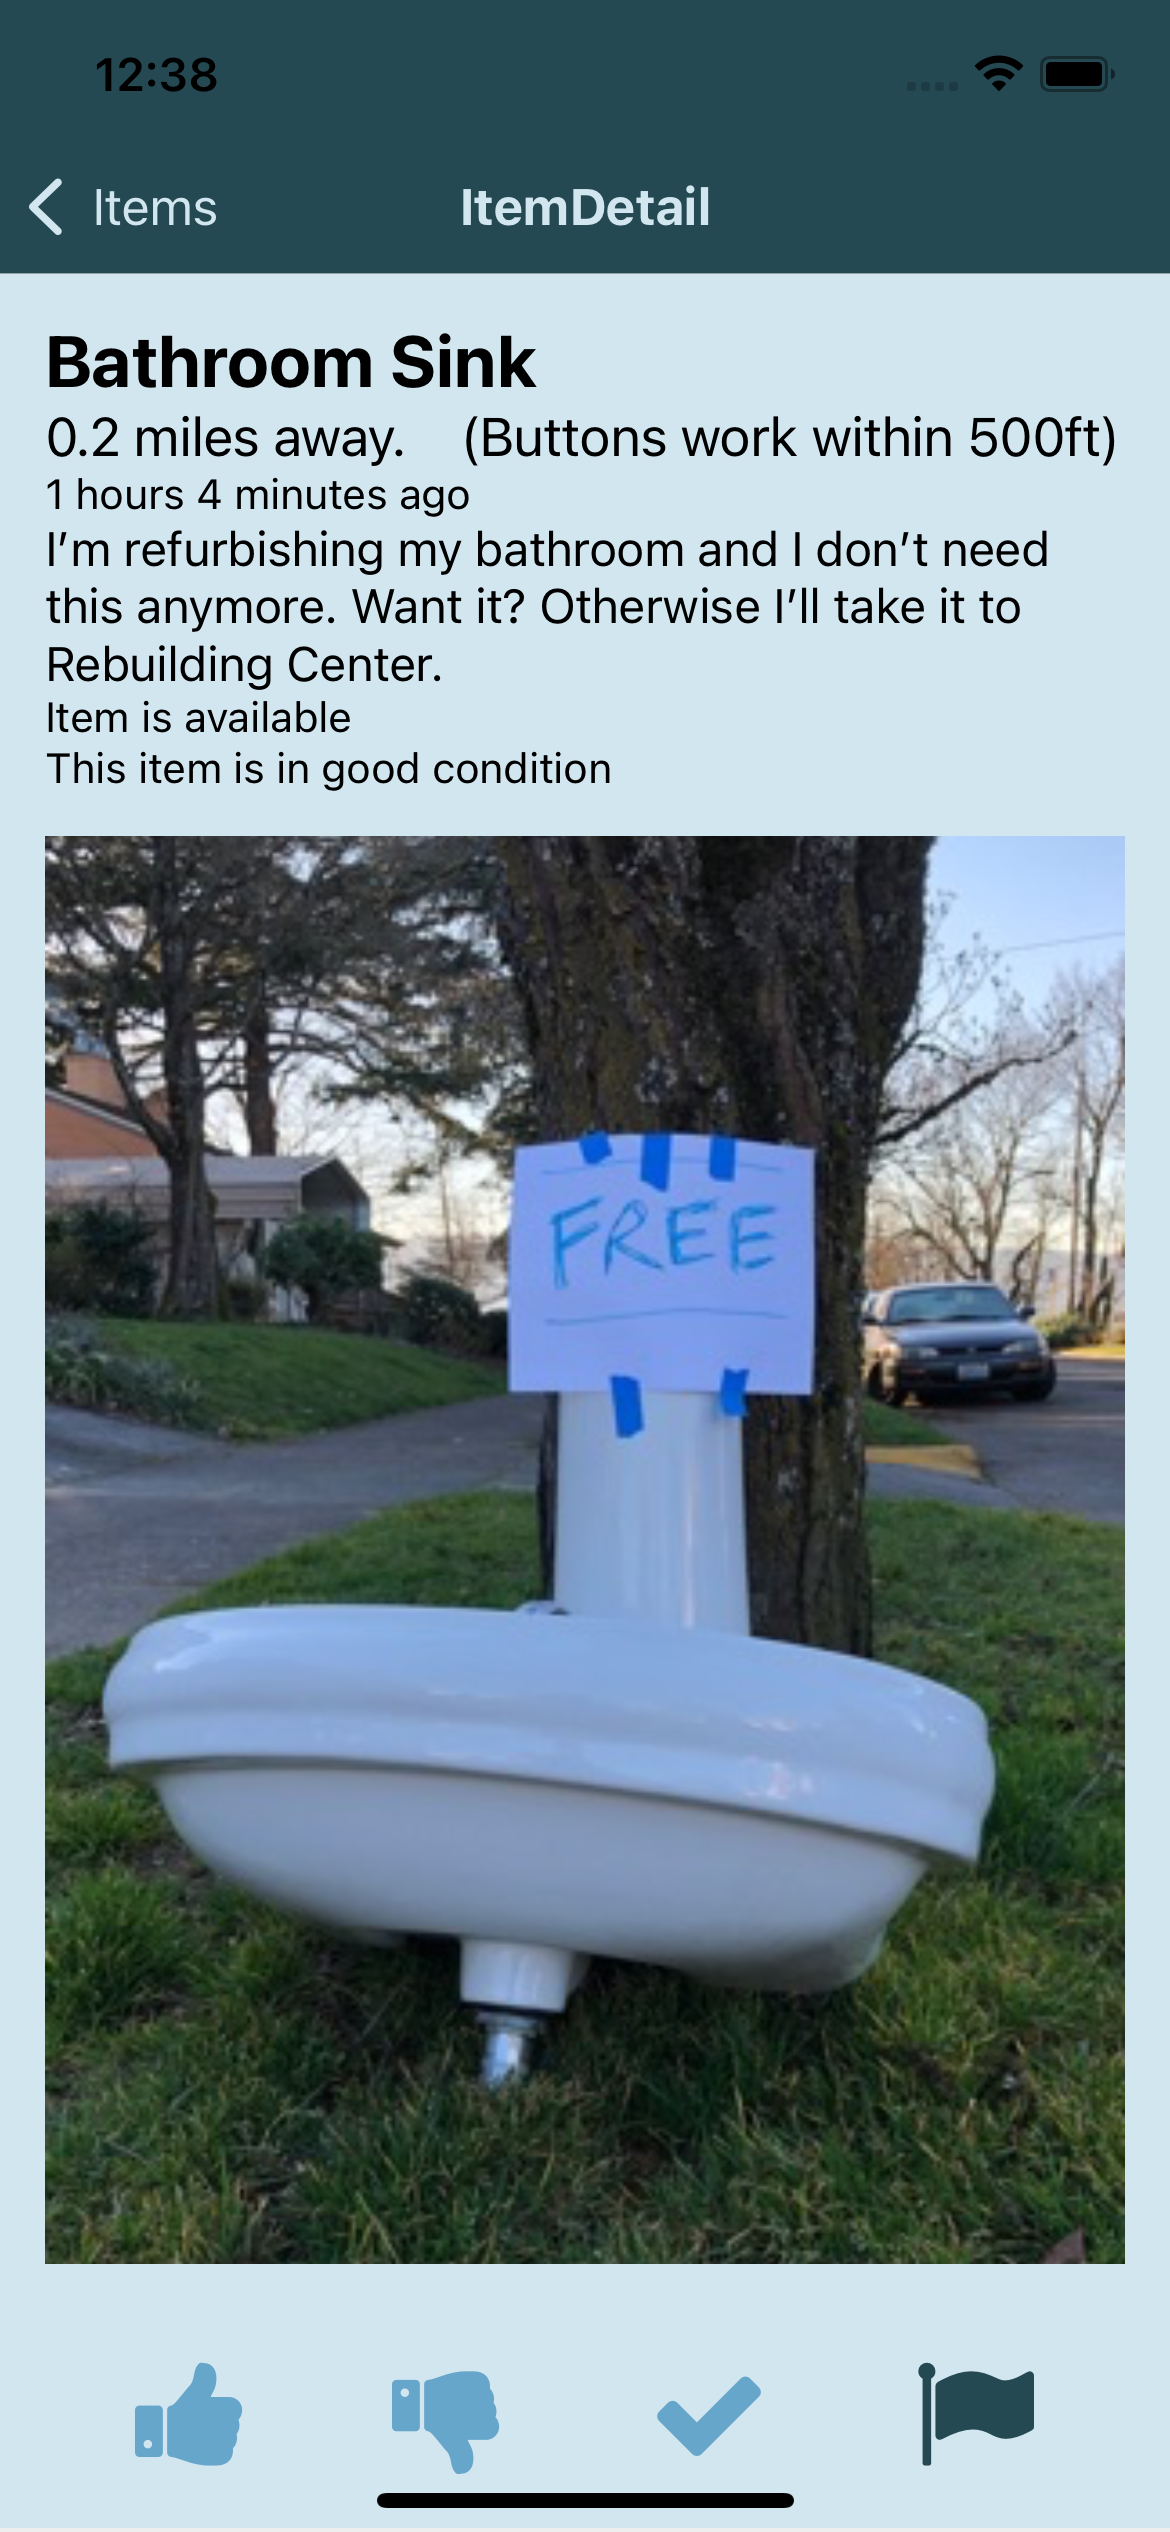 12:38
Items
ItemDetail
Bathroom Sink
0.2 miles away. (Buttons work within 500ft)
1 hours 4 minutes ago
I’m refurbishing my bathroom and I don’t need
this anymore. Want it? Otherwise I’ll take it to
Rebuilding Center.
Item is available
This item is in good condition
FREE